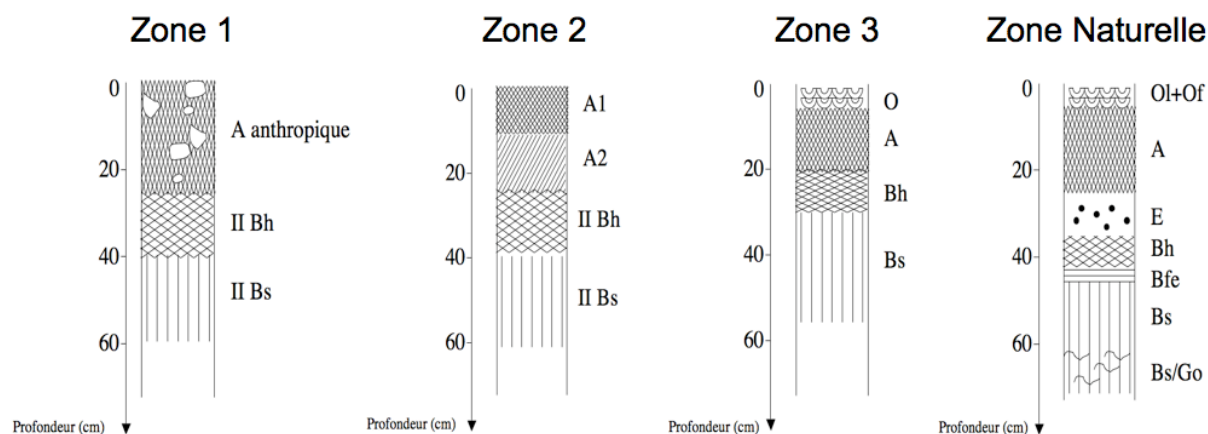 Zone 1
0
20
40
60
A anthropique
II Bh
II Bs
Profondeur (cm)
Zone 2
0
20
40
60
A1
A2
II Bh
II Bs
Profondeur (cm)
Zone 3
0
20
40
60
O
A
Bh
Bs
Profondeur (cm)
Zone Naturelle
0
20
40
60
Ol+Of
A
E
Bh
Bfe
Bs
Bs/Go
Profondeur (cm)